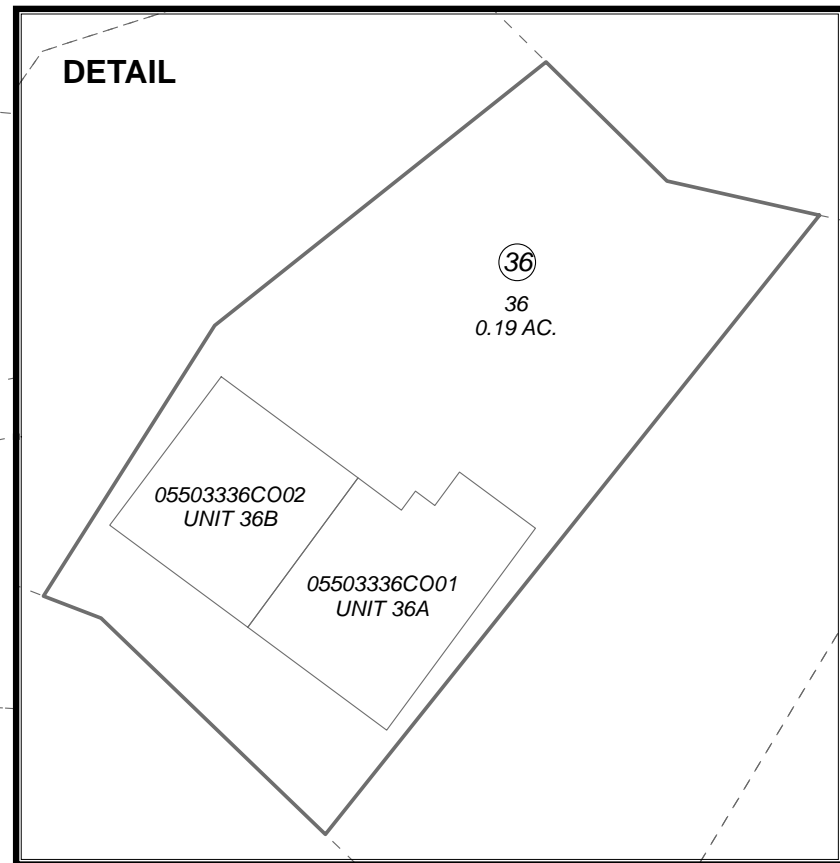 DETAIL
36
36
0.19 AC.
05503336CO02
UNIT 36B
05503336CO01
UNIT 36A